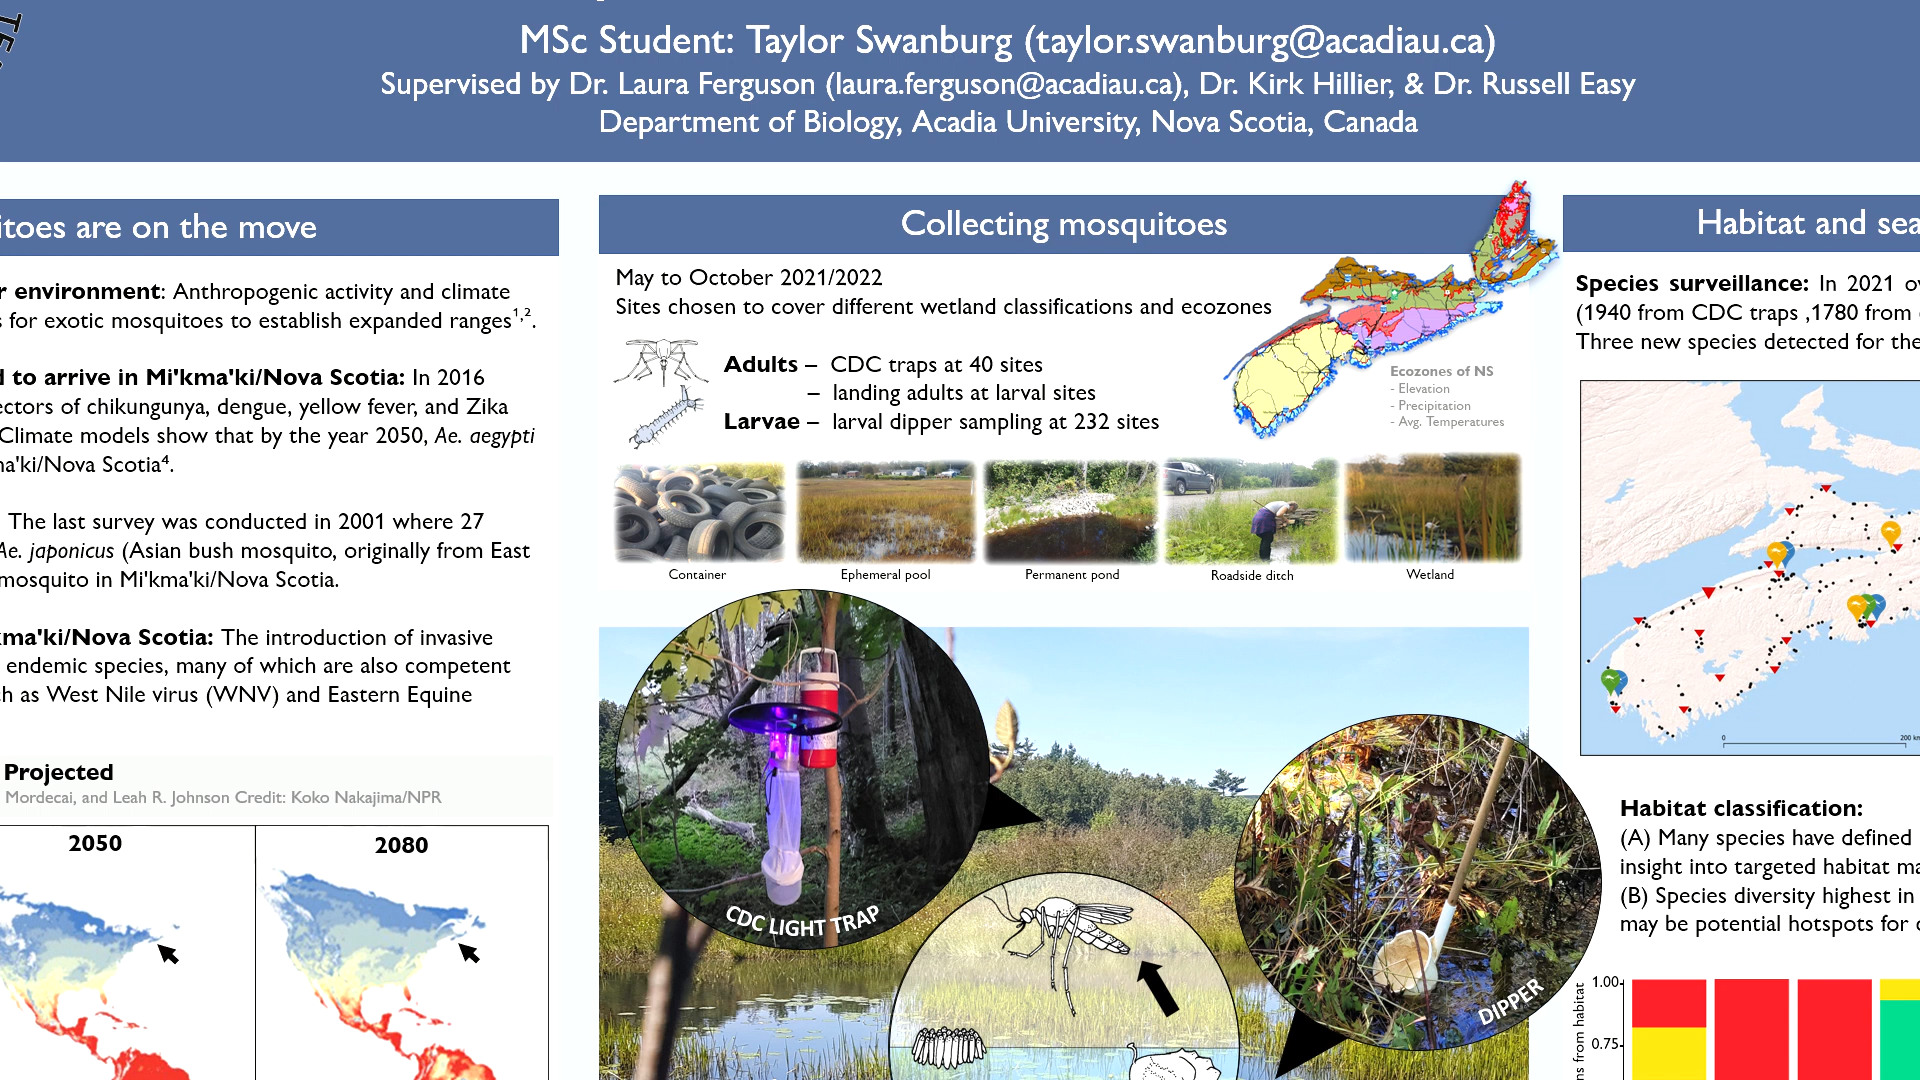 MSc Student: Taylor Swanburg (taylor.swanburg@acadiau.ca)
Supervised by Dr. Laura Ferguson (laura.ferguson@acadiau.ca), Dr. Kirk Hillier, & Dr. Russell Easy
Department of Biology, Acadia University, Nova Scotia, Canada
itoes are on the move
r environment: Anthropogenic activity and climate
s for exotic mosquitoes to establish expanded ranges¹,².
d to arrive in Mi'kma'ki/Nova Scotia: In 2016
ectors of chikungunya, dengue, yellow fever, and Zika
Climate models show that by the year 2050, Ae. aegypti
na'ki/Nova Scotia⁴.
The last survey was conducted in 2001 where 27
Ae. japonicus (Asian bush mosquito, originally from East
mosquito in Mi'kma'ki/Nova Scotia.
kma'ki/Nova Scotia: The introduction of invasive
endemic species, many of which are also competent
ch as West Nile virus (WNV) and Eastern Equine
Projected
Mordecai, and Leah R. Johnson Credit: Koko Nakajima/NPR
2050
2080
Collecting mosquitoes
May to October 2021/2022
Sites chosen to cover different wetland classifications and ecozones
Adults – CDC traps at 40 sites
– landing adults at larval sites
Larvae – larval dipper sampling at 232 sites
Ecozones of NS
- Elevation
- Precipitation
- Avg. Temperatures
Container
Ephemeral pool
Permanent pond
Roadside ditch
Wetland
CDC LIGHT TRAP
DIPPER
Habitat and sea
Species surveillance: In 2021 ov
(1940 from CDC traps ,1780 from
Three new species detected for the
0
200 km
Habitat classification:
(A) Many species have defined
insight into targeted habitat ma
(B) Species diversity highest in
may be potential hotspots for
1.00
0.75
ns from habitat